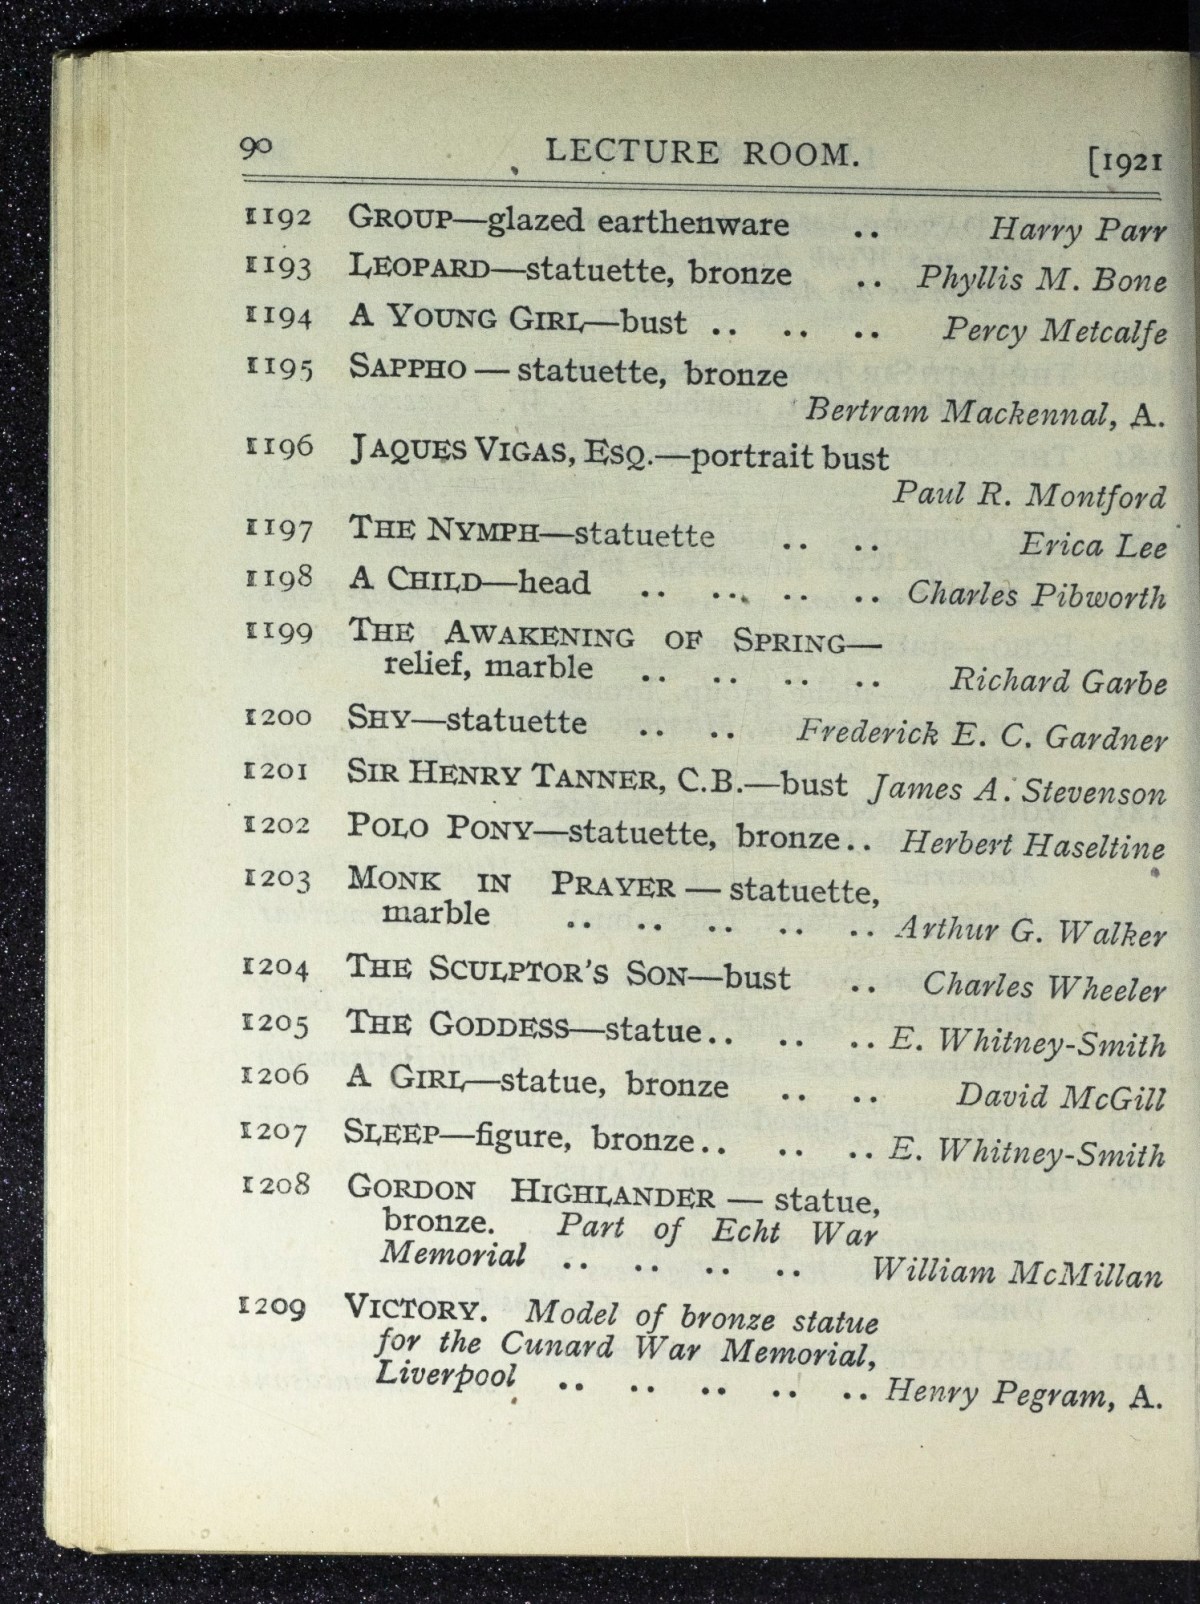 90 LECTURE ROOM. [1921
1192 GROUP—glazed earthenware .. Harry Parr
1193 LEOPARD—statuette, bronze .. Phyllis M. Bone
1194 A YOUNG GIRL—bust .. .. .. Percy Metcalfe
1195 SAPPHO — statuette, bronze
Bertram Mackennal, A.
1196 JAQUES VIGAS, ESQ.—portrait bust
Paul R. Montford
1197 THE NYMPH—statuette .. .. Erica Lee
1198 A CHILD—head .. .. .. .. Charles Pibworth
1199 THE AWAKENING OF SPRING—
relief, marble .. .. .. .. Richard Garbe
1200 SHY—statuette .. .. Frederick E. C. Gardner
1201 SIR HENRY TANNER, C.B.—bust James A. Stevenson
1202 POLO PONY—statuette, bronze.. Herbert Haseltine
1203 MONK IN PRAYER — statuette,
marble .. .. .. .. .. Arthur G. Walker
1204 THE SCULPTOR'S SON—bust .. Charles Wheeler
1205 THE GODDESS—statue.. .. .. E. Whitney-Smith
1206 A GIRL—statue, bronze .. .. David McGill
1207 SLEEP—figure, bronze.. .. .. E. Whitney-Smith
1208 GORDON HIGHLANDER — statue,
bronze. Part of Echt War
Memorial .. .. .. .. William McMillan
1209 VICTORY. Model of bronze statue
for the Cunard War Memorial,
Liverpool .. .. .. .. .. Henry Pegram, A.